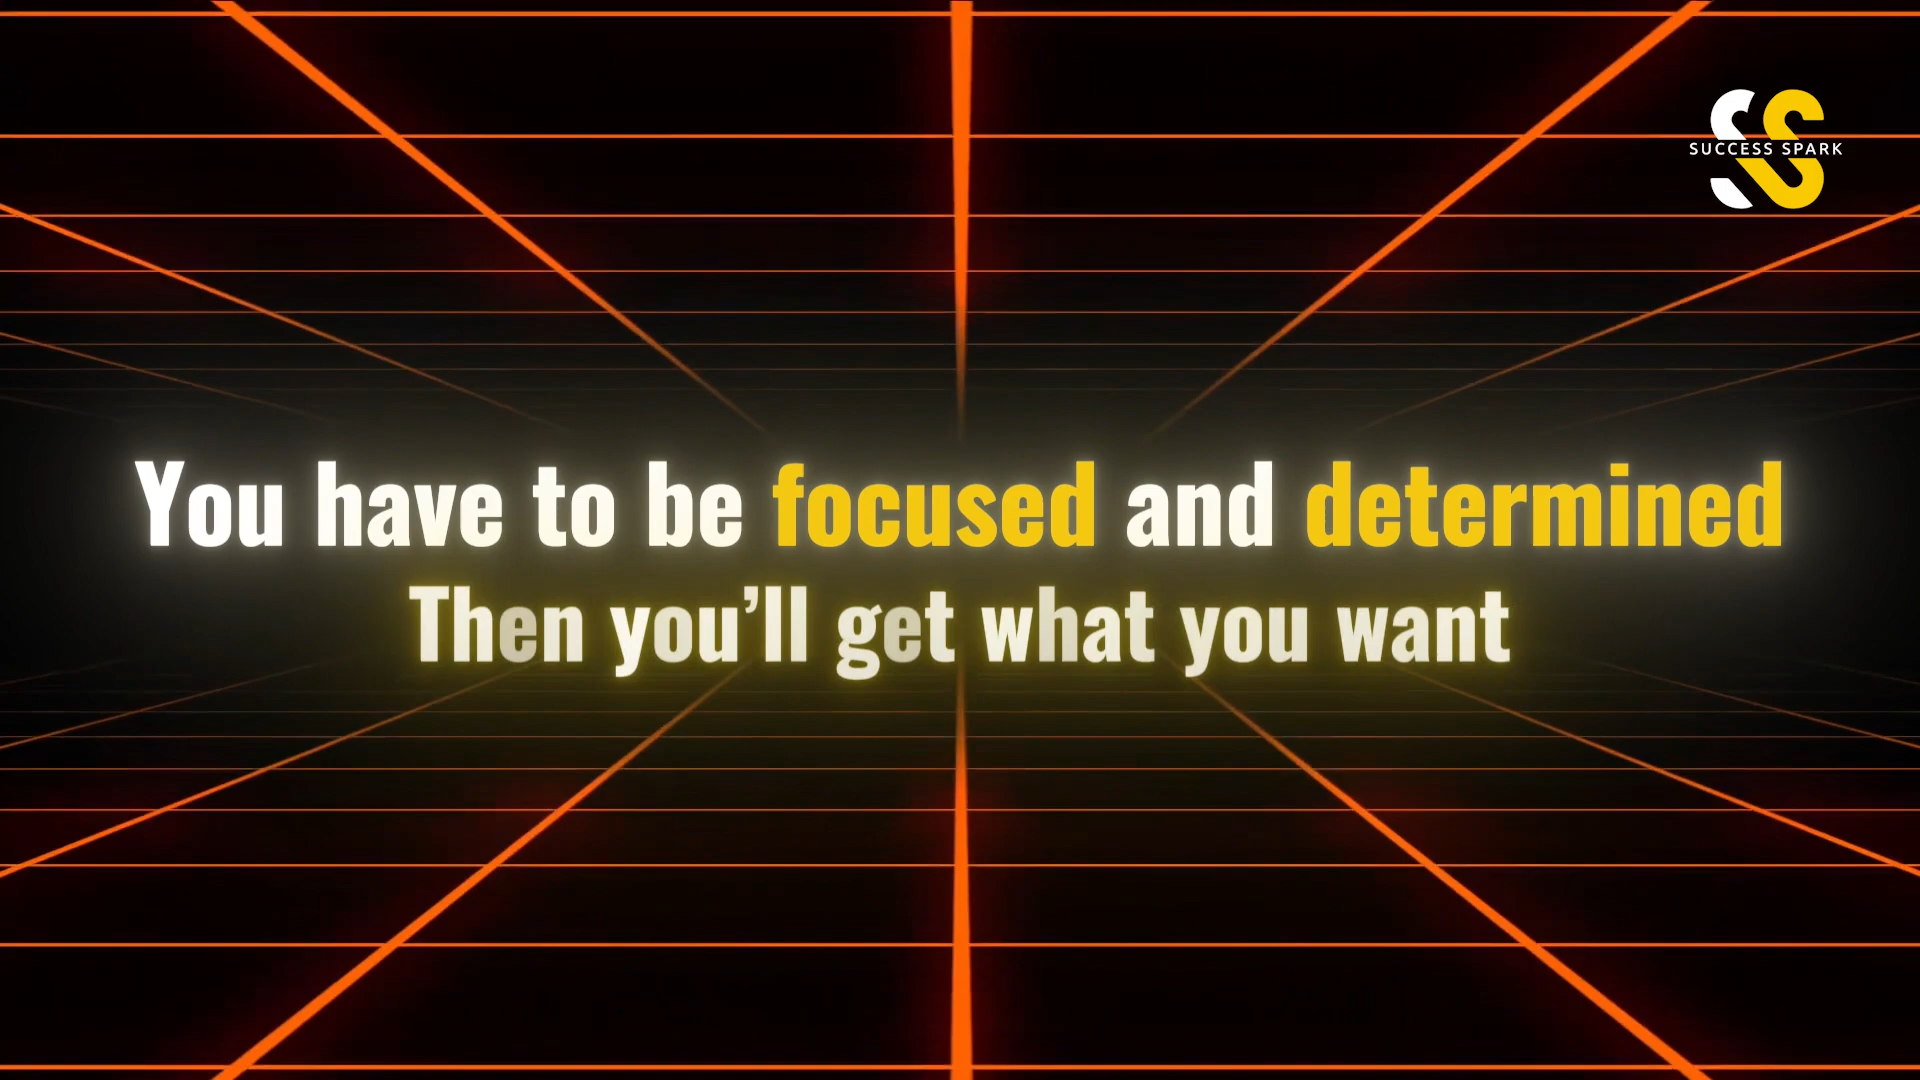 SUCCESS SPARK
You have to be focused and determined
Then you’ll get what you want